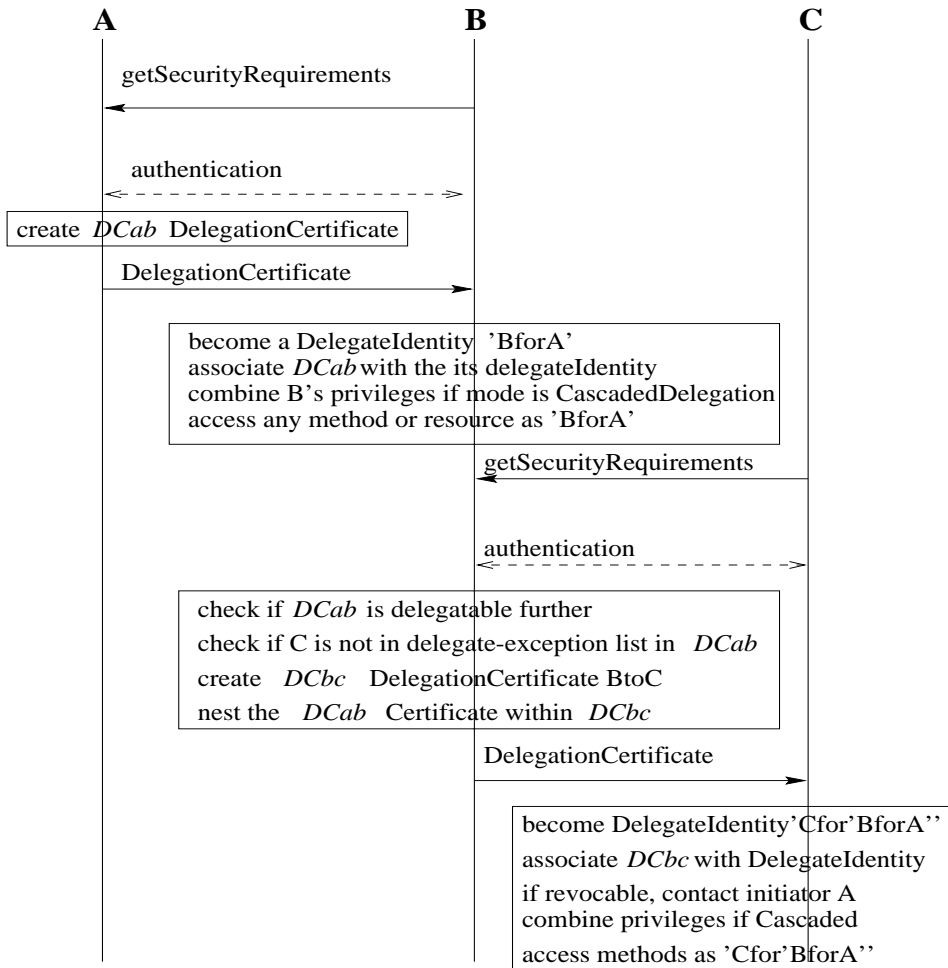 A B C
getSecurityRequirements
authentication
create DCab DelegationCertificate
DelegationCertificate
become a DelegateIdentity 'BforA'
associate DCab with the its delegateIdentity
combine B's privileges if mode is CascadedDelegation
access any method or resource as 'BforA'
getSecurityRequirements
authentication
check if DCab is delegatable further
check if C is not in delegate-exception list in DCab
create DCbc DelegationCertificate BtoC
nest the DCab Certificate within DCbc
DelegationCertificate
become DelegateIdentity'Cfor'BforA''
associate DCbc with DelegateIdentity
if revocable, contact initiator A
combine privileges if Cascaded
access methods as 'Cfor'BforA''